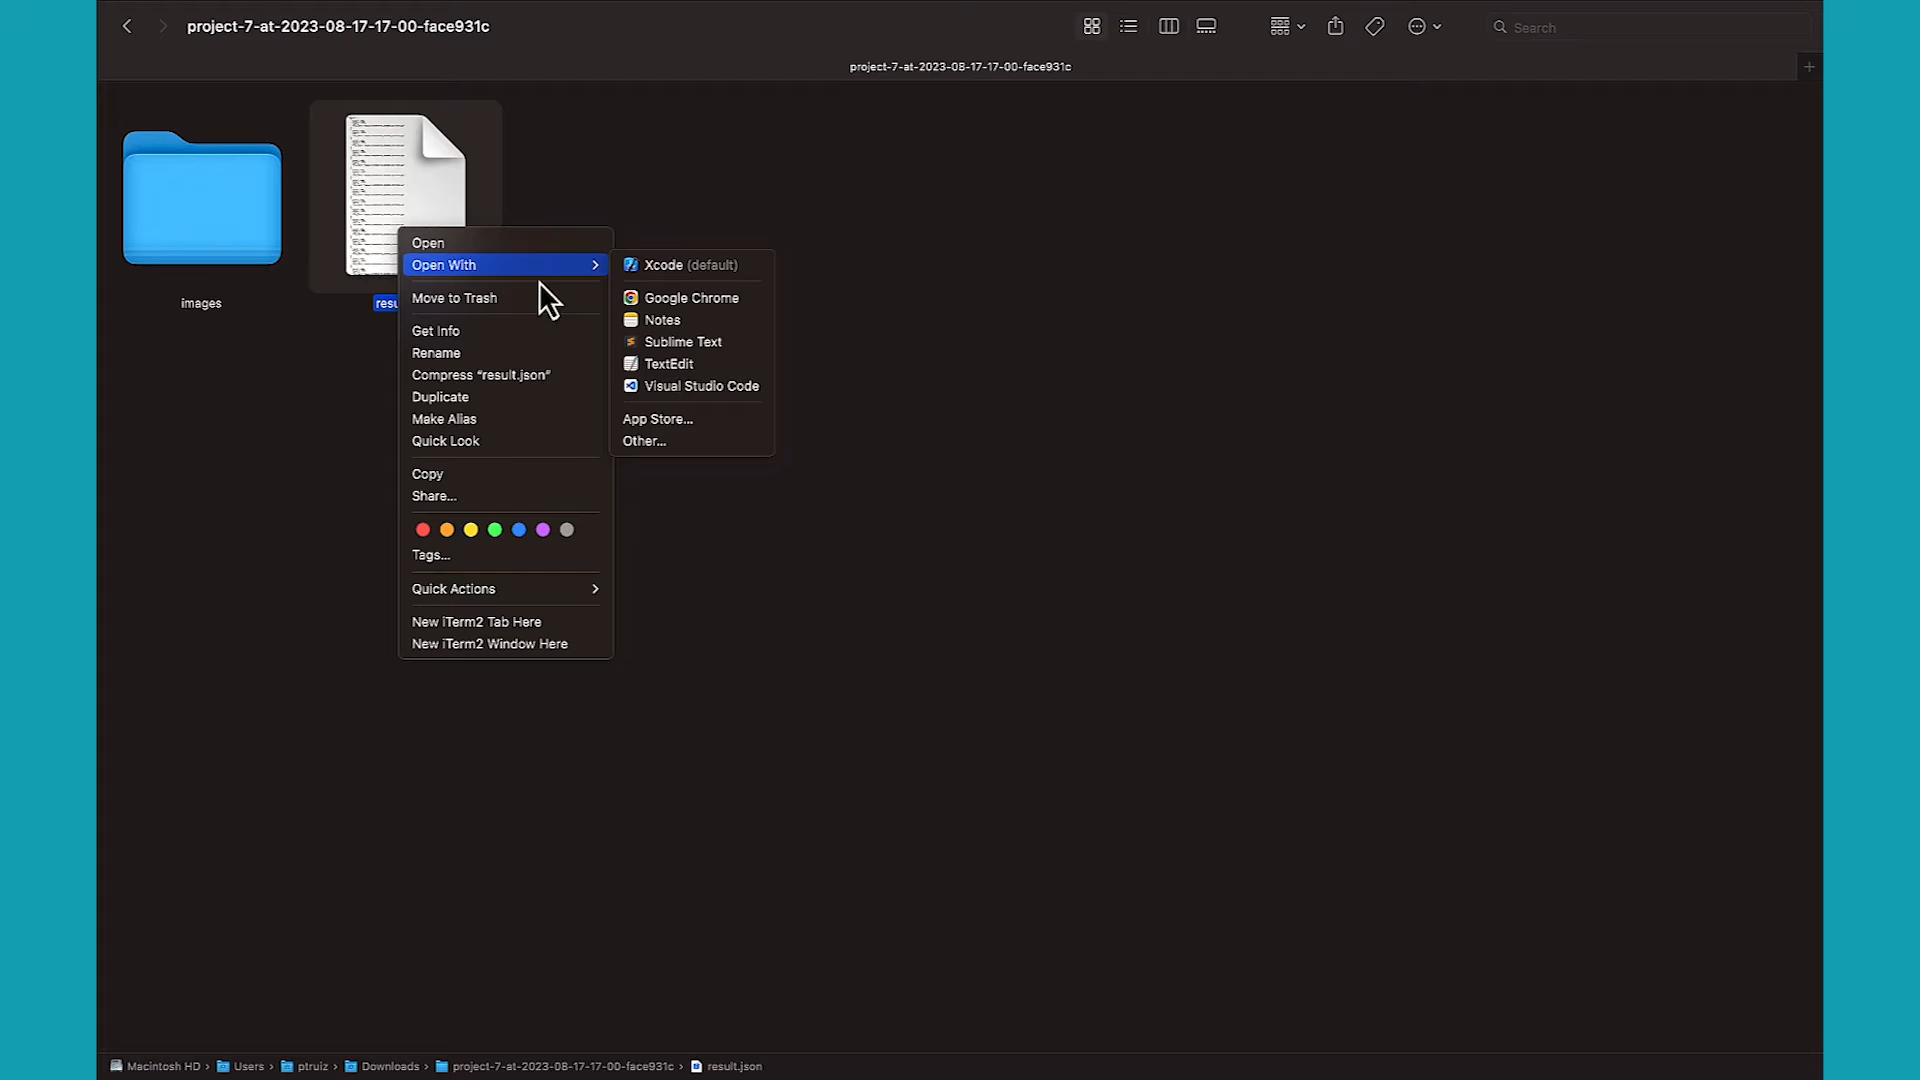 project-7-at-2023-08-17-17-00-face931c
Search
project-7-at-2023-08-17-17-00-face931c
images
resu
Open
Open With
Move to Trash
Get Info
Rename
Compress “result.json”
Duplicate
Make Alias
Quick Look
Copy
Share...
Tags...
Quick Actions
New iTerm2 Tab Here
New iTerm2 Window Here
Xcode (default)
Google Chrome
Notes
Sublime Text
TextEdit
Visual Studio Code
App Store...
Other...
Macintosh HD › Users › ptruiz › Downloads › project-7-at-2023-08-17-17-00-face931c › result.json